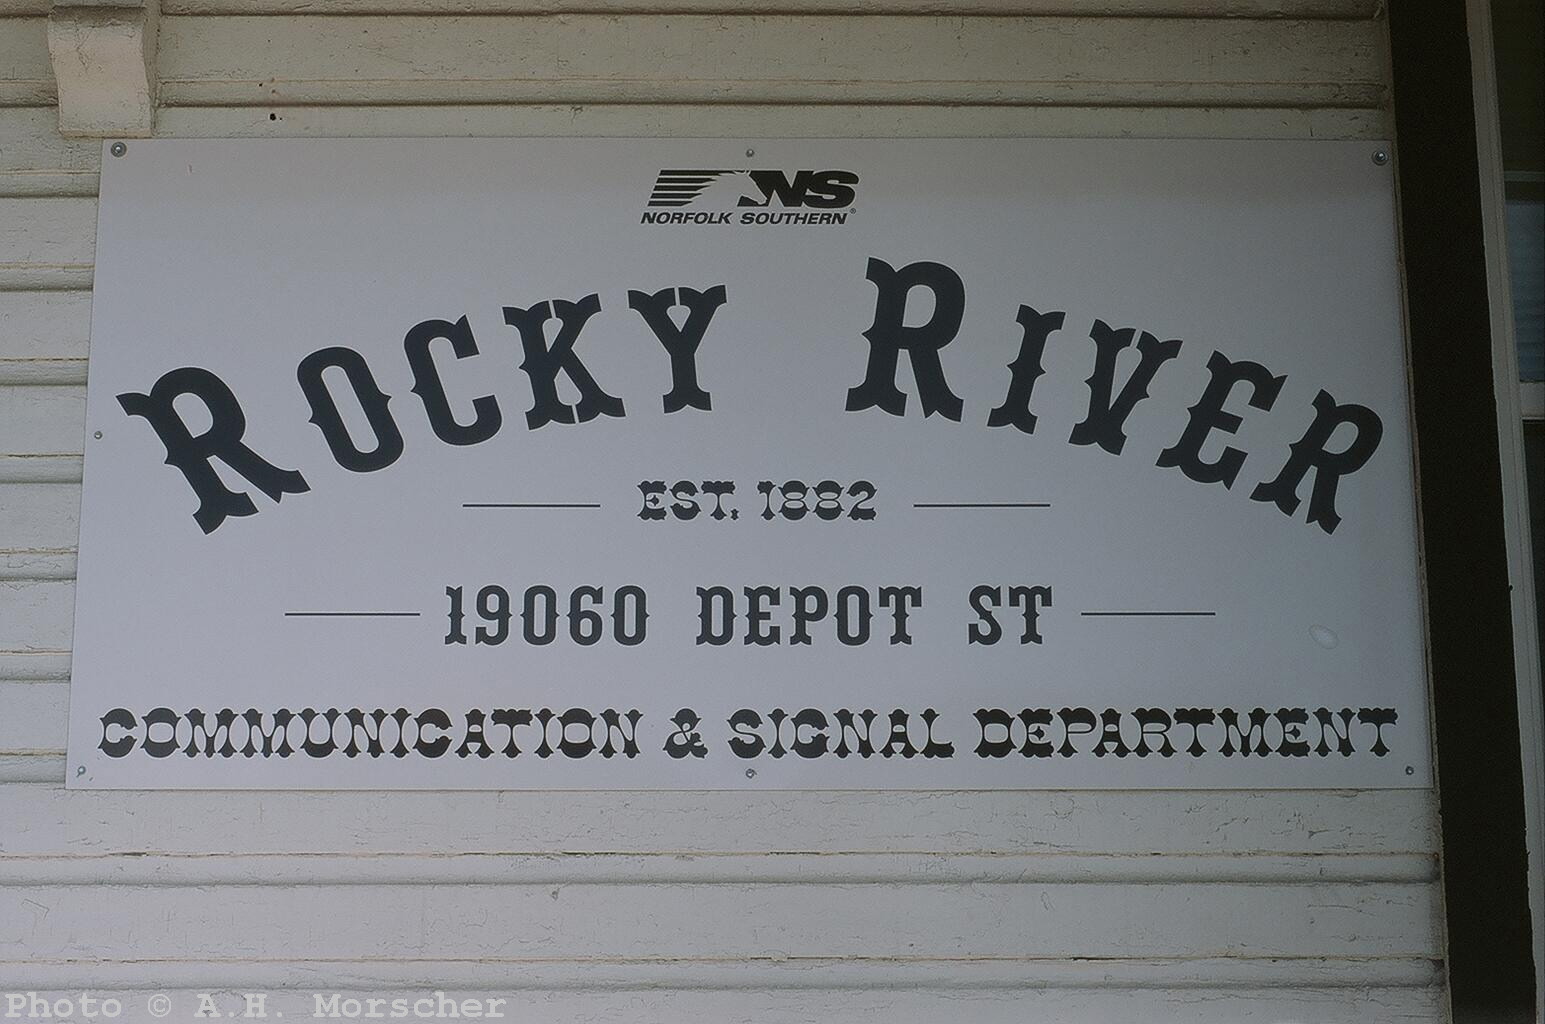 NS
NORFOLK SOUTHERN®
ROCKY RIVER
EST. 1882
19060 DEPOT ST
COMMUNICATION & SIGNAL DEPARTMENT
Photo © A.H. Morscher